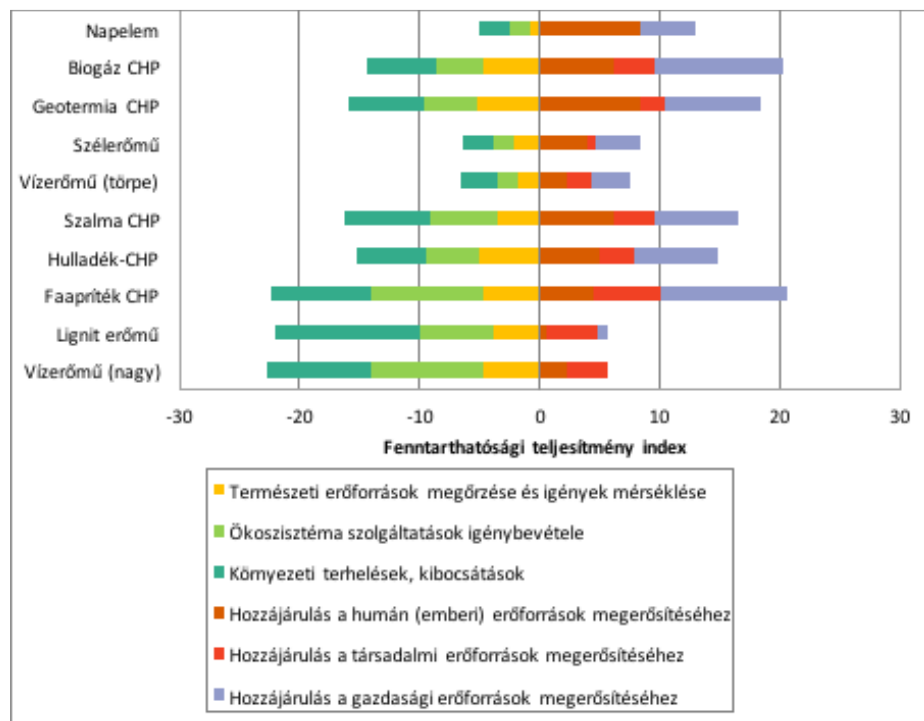 Napelem
Biogáz CHP
Geotermia CHP
Szélerőmű
Vízerőmű (törpe)
Szalma CHP
Hulladék-CHP
Faapríték CHP
Lignit erőmű
Vízerőmű (nagy)
-30 -20 -10 0 10 20 30
Fenntarthatósági teljesítmény index
Természeti erőforrások megőrzése és igények mérséklése
Ökoszisztéma szolgáltatások igénybevétele
Környezeti terhelések, kibocsátások
Hozzájárulás a humán (emberi) erőforrások megerősítéséhez
Hozzájárulás a társadalmi erőforrások megerősítéséhez
Hozzájárulás a gazdasági erőforrások megerősítéséhez